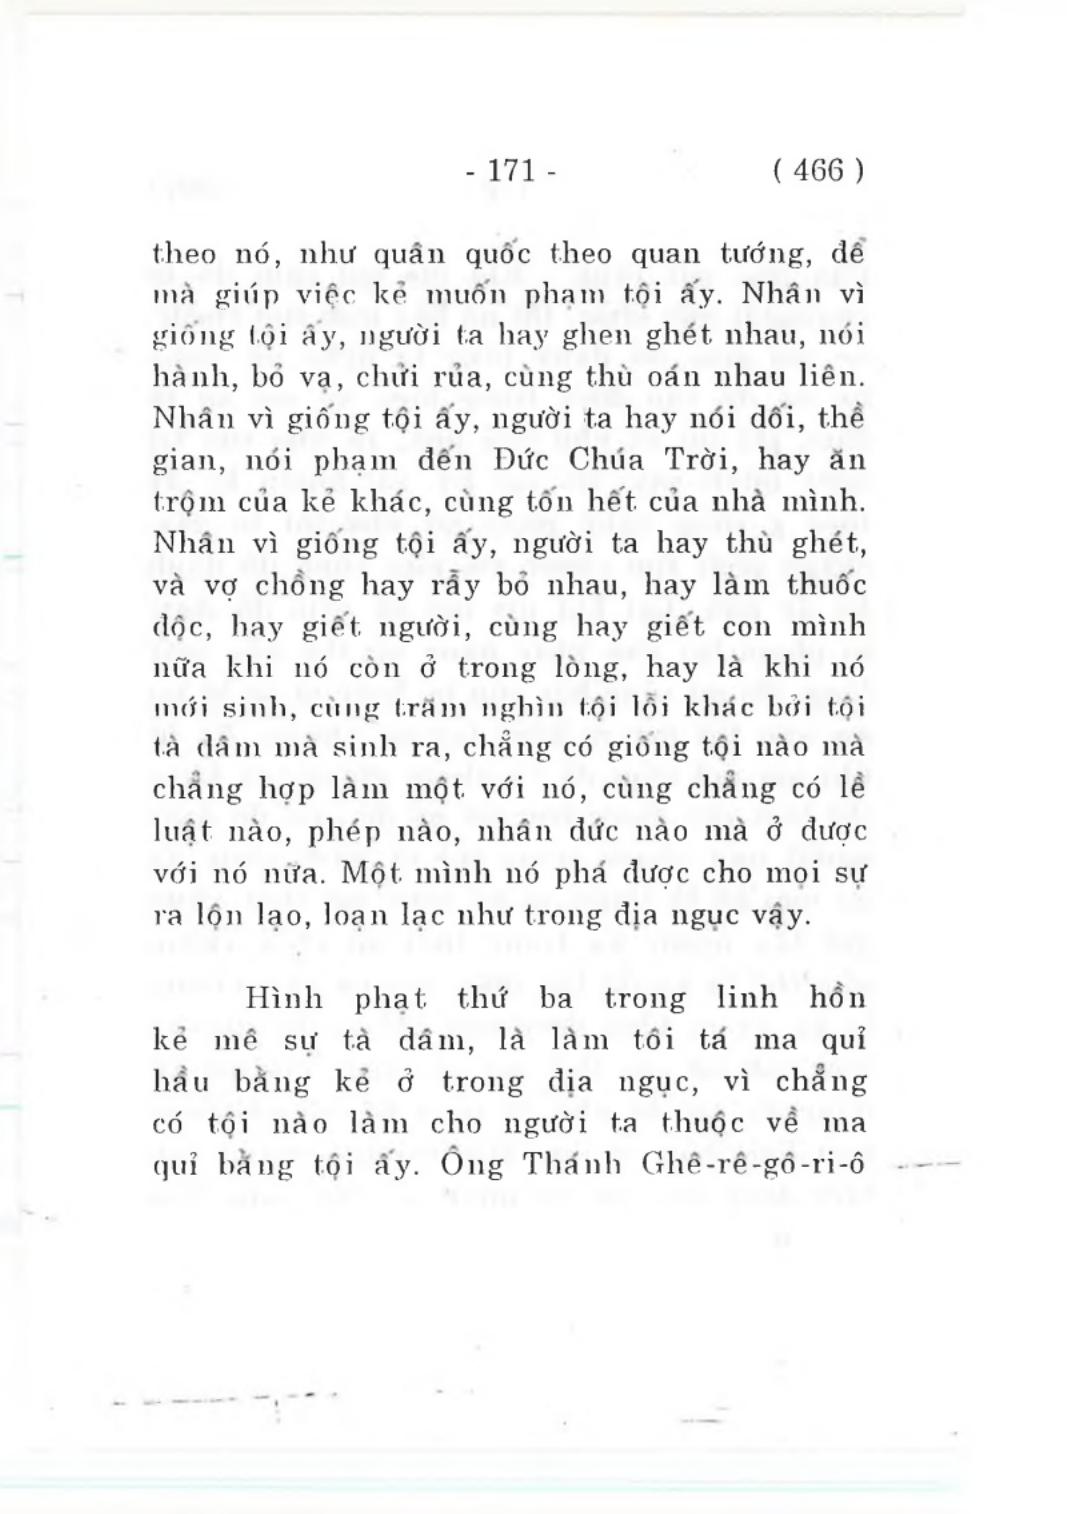 - 171 - ( 466 )
theo nó, như quân quốc theo quan tướng, để
mà giúp việc kẻ muốn phạm tội ấy. Nhân vì
giống tội ấy, người ta hay ghen ghét nhau, nói
hành, bỏ vạ, chửi rủa, cùng thù oán nhau liên.
Nhân vì giống tội ấy, người ta hay nói dối, thề
gian, nói phạm đến Đức Chúa Trời, hay ăn
trộm của kẻ khác, cùng tốn hết của nhà mình.
Nhân vì giống tội ấy, người ta hay thù ghét,
và vợ chồng hay rẫy bỏ nhau, hay làm thuốc
độc, hay giết người, cùng hay giết con mình
nữa khi nó còn ở trong lòng, hay là khi nó
mới sinh, cùng trăm nghìn tội lỗi khác bởi tội
tà dâm mà sinh ra, chẳng có giống tội nào mà
chẳng hợp làm một với nó, cùng chẳng có lề
luật nào, phép nào, nhân đức nào mà ở được
với nó nữa. Một mình nó phá được cho mọi sự
ra lộn lạo, loạn lạc như trong địa ngục vậy.
Hình phạt thứ ba trong linh hồn
kẻ mê sự tà dâm, là làm tôi tá ma quỉ
hầu bằng kẻ ở trong địa ngục, vì chẳng
có tội nào làm cho người ta thuộc về ma
quỉ bằng tội ấy. Ông Thánh Ghê-rê-gô-ri-ô